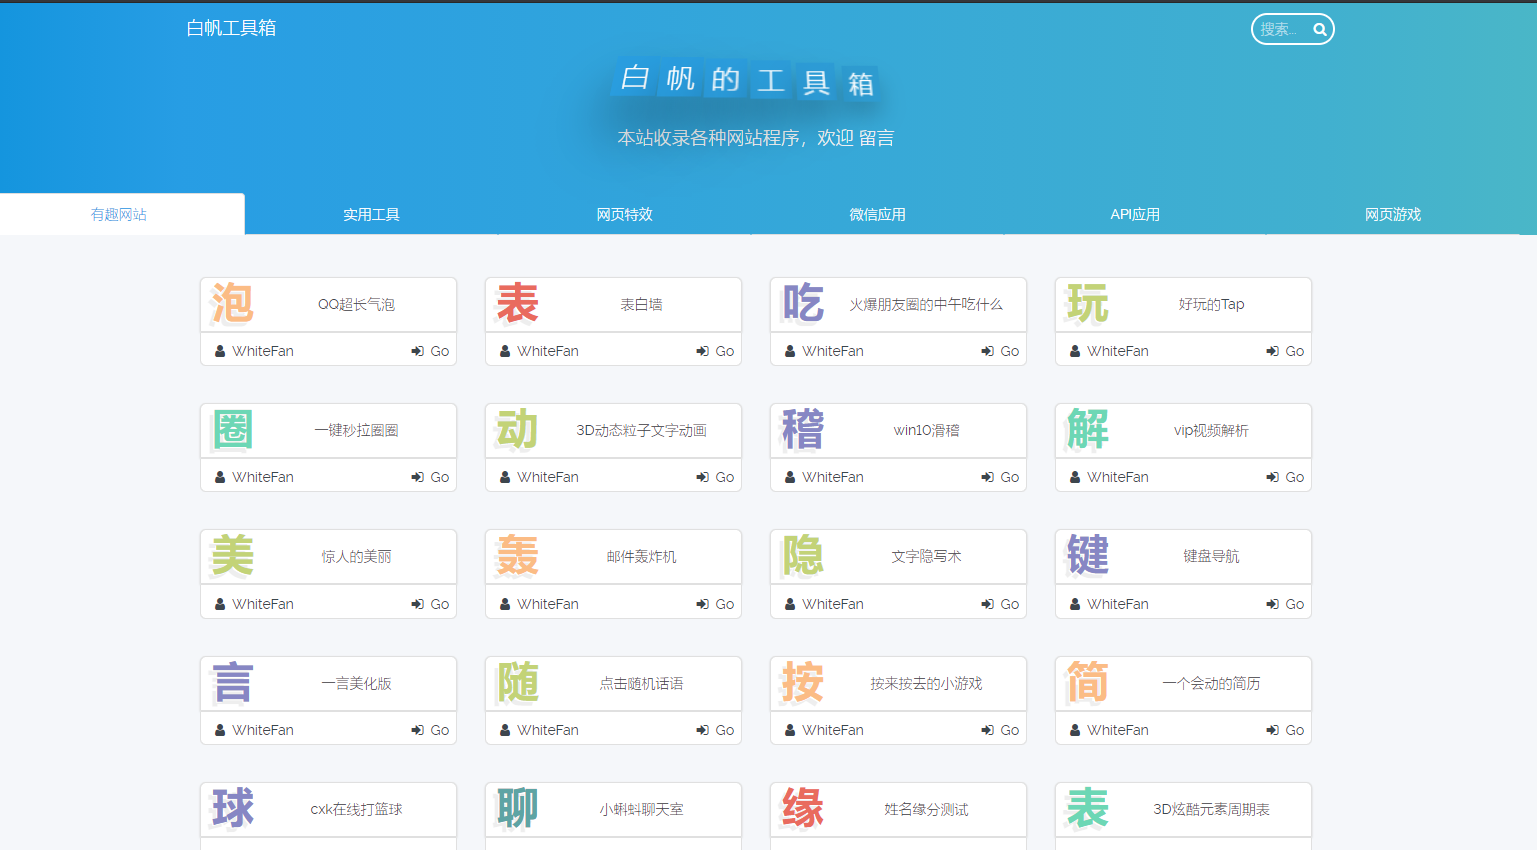 白帆工具箱
搜索...
白帆的工具箱
本站收录各种网站程序，欢迎 留言
有趣网站 实用工具 网页特效 微信应用 API应用 网页游戏
泡 QQ超长气泡 表 表白墙 吃 火爆朋友圈的中午吃什么 玩 好玩的Tap
WhiteFan Go WhiteFan Go WhiteFan Go WhiteFan Go
圈 一键秒拉圈圈 动 3D动态粒子文字动画 稽 win10滑稽 解 vip视频解析
WhiteFan Go WhiteFan Go WhiteFan Go WhiteFan Go
美 惊人的美丽 轰 邮件轰炸机 隐 文字隐写术 键 键盘导航
WhiteFan Go WhiteFan Go WhiteFan Go WhiteFan Go
言 一言美化版 随 点击随机话语 按 按来按去的小游戏 简 一个会动的简历
WhiteFan Go WhiteFan Go WhiteFan Go WhiteFan Go
球 cxk在线打篮球 聊 小蝌蚪聊天室 缘 姓名缘分测试 表 3D炫酷元素周期表